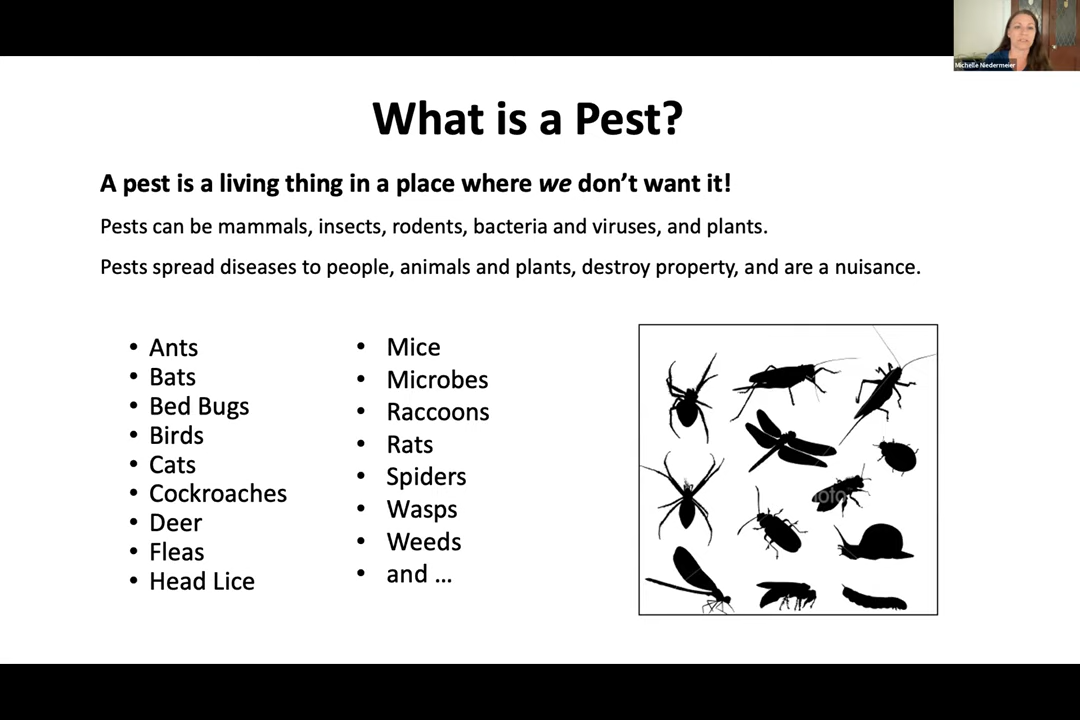 Michelle Niedermeier
What is a Pest?
A pest is a living thing in a place where we don't want it!
Pests can be mammals, insects, rodents, bacteria and viruses, and plants.
Pests spread diseases to people, animals and plants, destroy property, and are a nuisance.
• Ants
• Bats
• Bed Bugs
• Birds
• Cats
• Cockroaches
• Deer
• Fleas
• Head Lice
• Mice
• Microbes
• Raccoons
• Rats
• Spiders
• Wasps
• Weeds
• and …